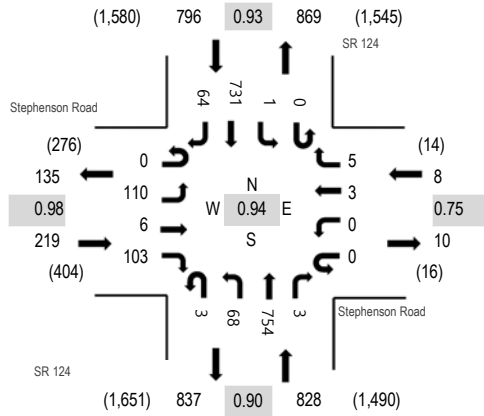 (1,580) 796 0.93 869 (1,545)
SR 124
Stephenson Road
64 731 1 0
(276) (14)
135 0 5 8
110 N 3
0.98 W 0.94 E 0.75
219 6 S 0 10
(404) 103 0 (16)
3 68 754 3
Stephenson Road
SR 124
(1,651) 837 0.90 828 (1,490)